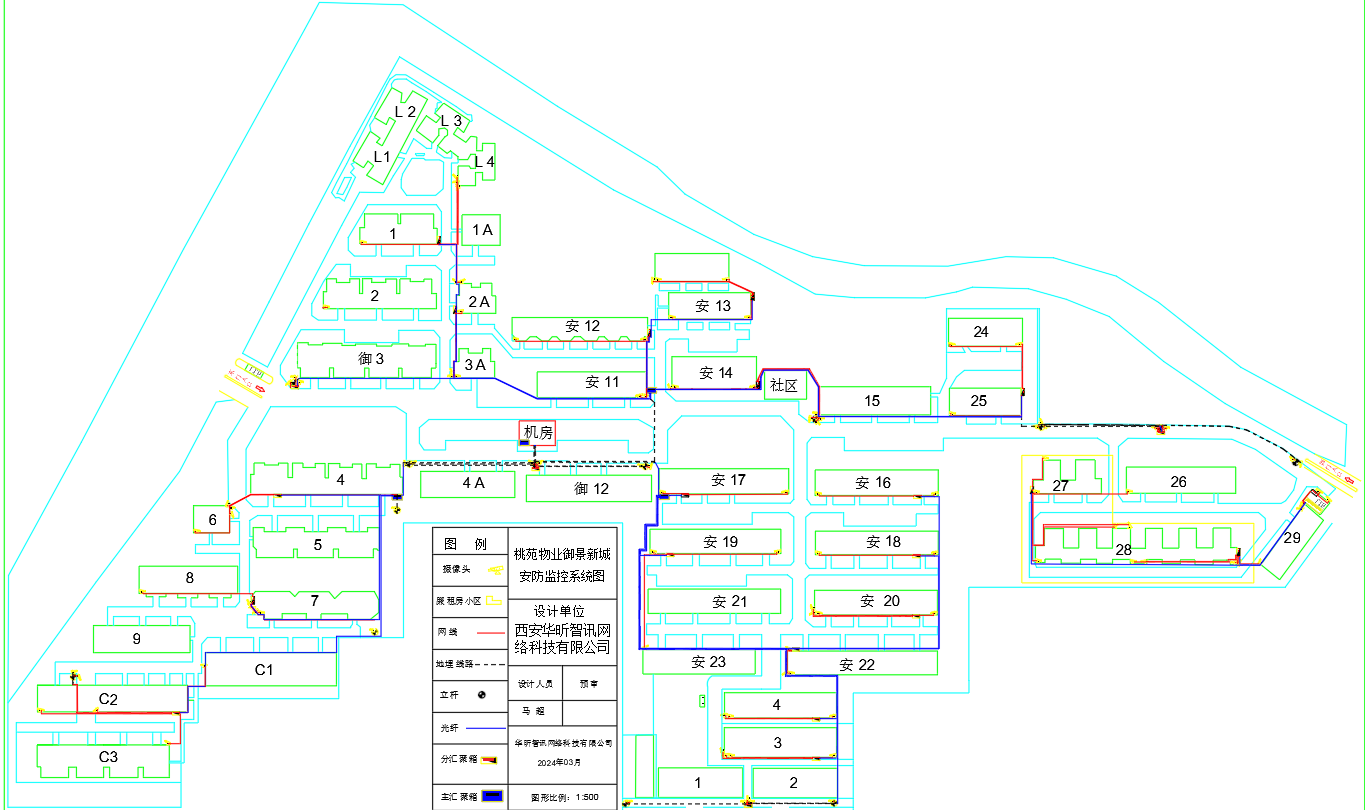 L 2
L 3
L1
L 4
1
1 A
2
2 A
安 13
安 12
24
御 3
3 A
安 14
安 11
社区
15
25
机房
4
4 A
御 12
安 17
安 16
27
26
6
5
安 19
安 18
28
29
8
7
安 21
安 20
9
C1
安 23
安 22
C2
4
C3
3
1
2
图 例
摄像头
廉 租房 小区
网 线
地埋 线路
立杆
光纤
分汇 聚箱
主汇 聚箱
桃苑物业御景新城
安防监控系统图
设计单位
西安华昕智讯网
络科技有限公司
设计人员
预 审
马 超
华昕智讯网络科技有限公司
2024年03月
图形比例：1:500